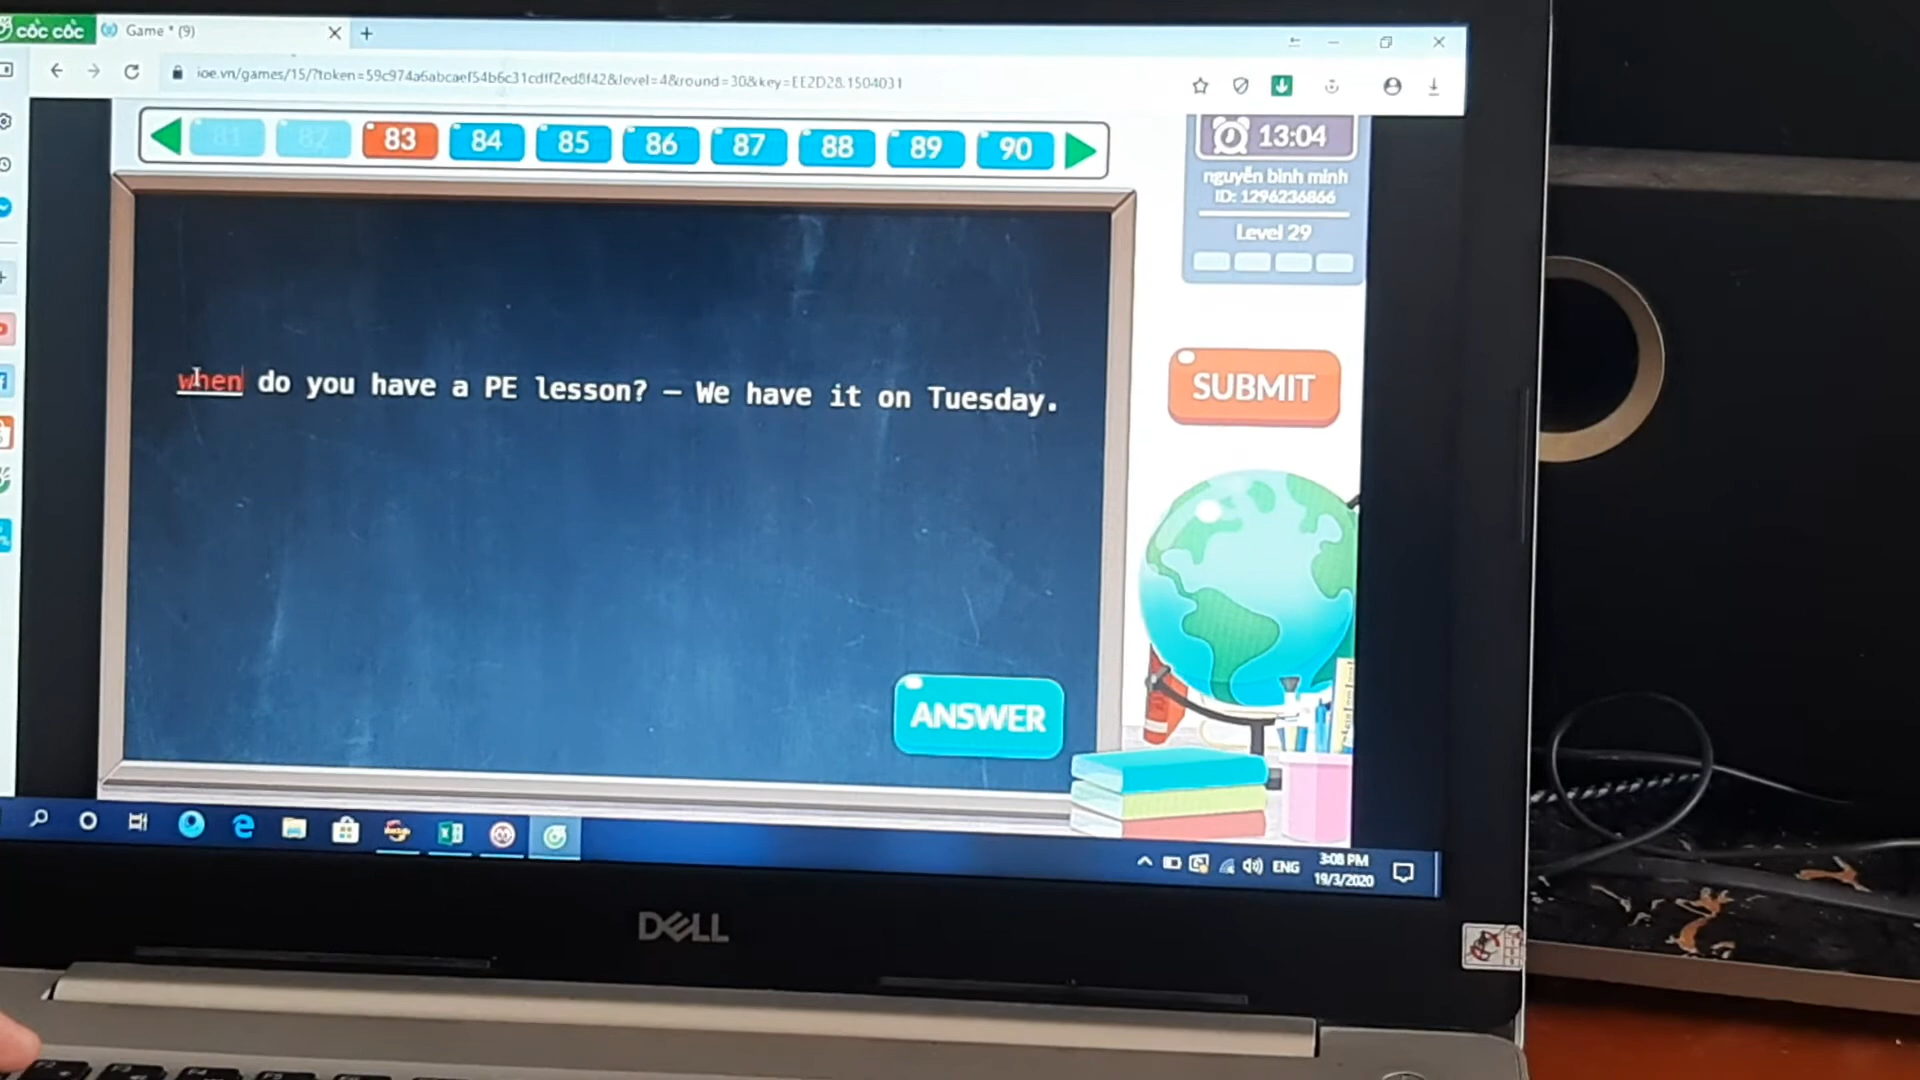 cốc cốc
Game * (9)
ioe.vn/games/15/?token=59c974a6abcaef54b6c31cdff2ed8f42&level=4&round=30&key=EE2D28.1504031
81 82 83 84 85 86 87 88 89 90
13:04
nguyễn bình minh
ID: 1296236866
Level 29
when do you have a PE lesson? – We have it on Tuesday.
SUBMIT
ANSWER
ENG
3:08 PM
19/3/2020
DELL